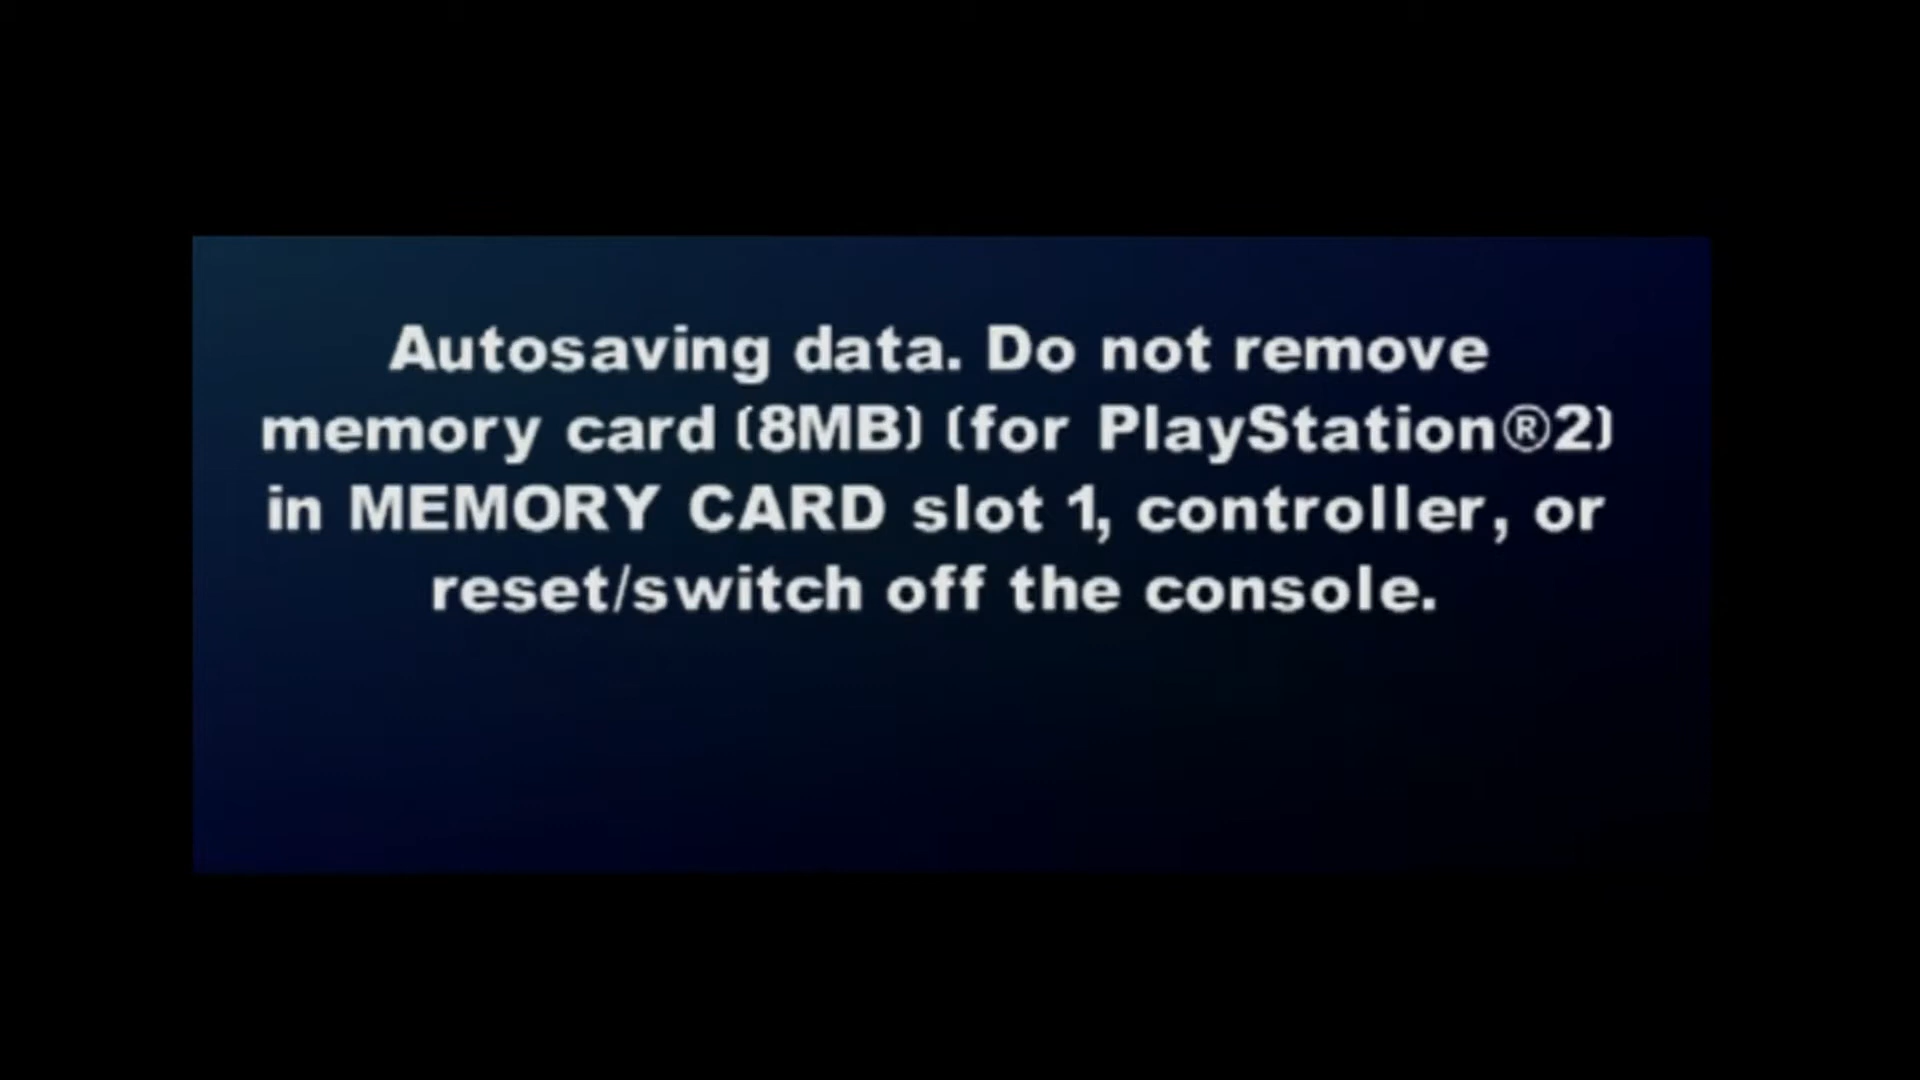 Autosaving data. Do not remove
memory card (8MB) (for PlayStation®2)
in MEMORY CARD slot 1, controller, or
reset/switch off the console.